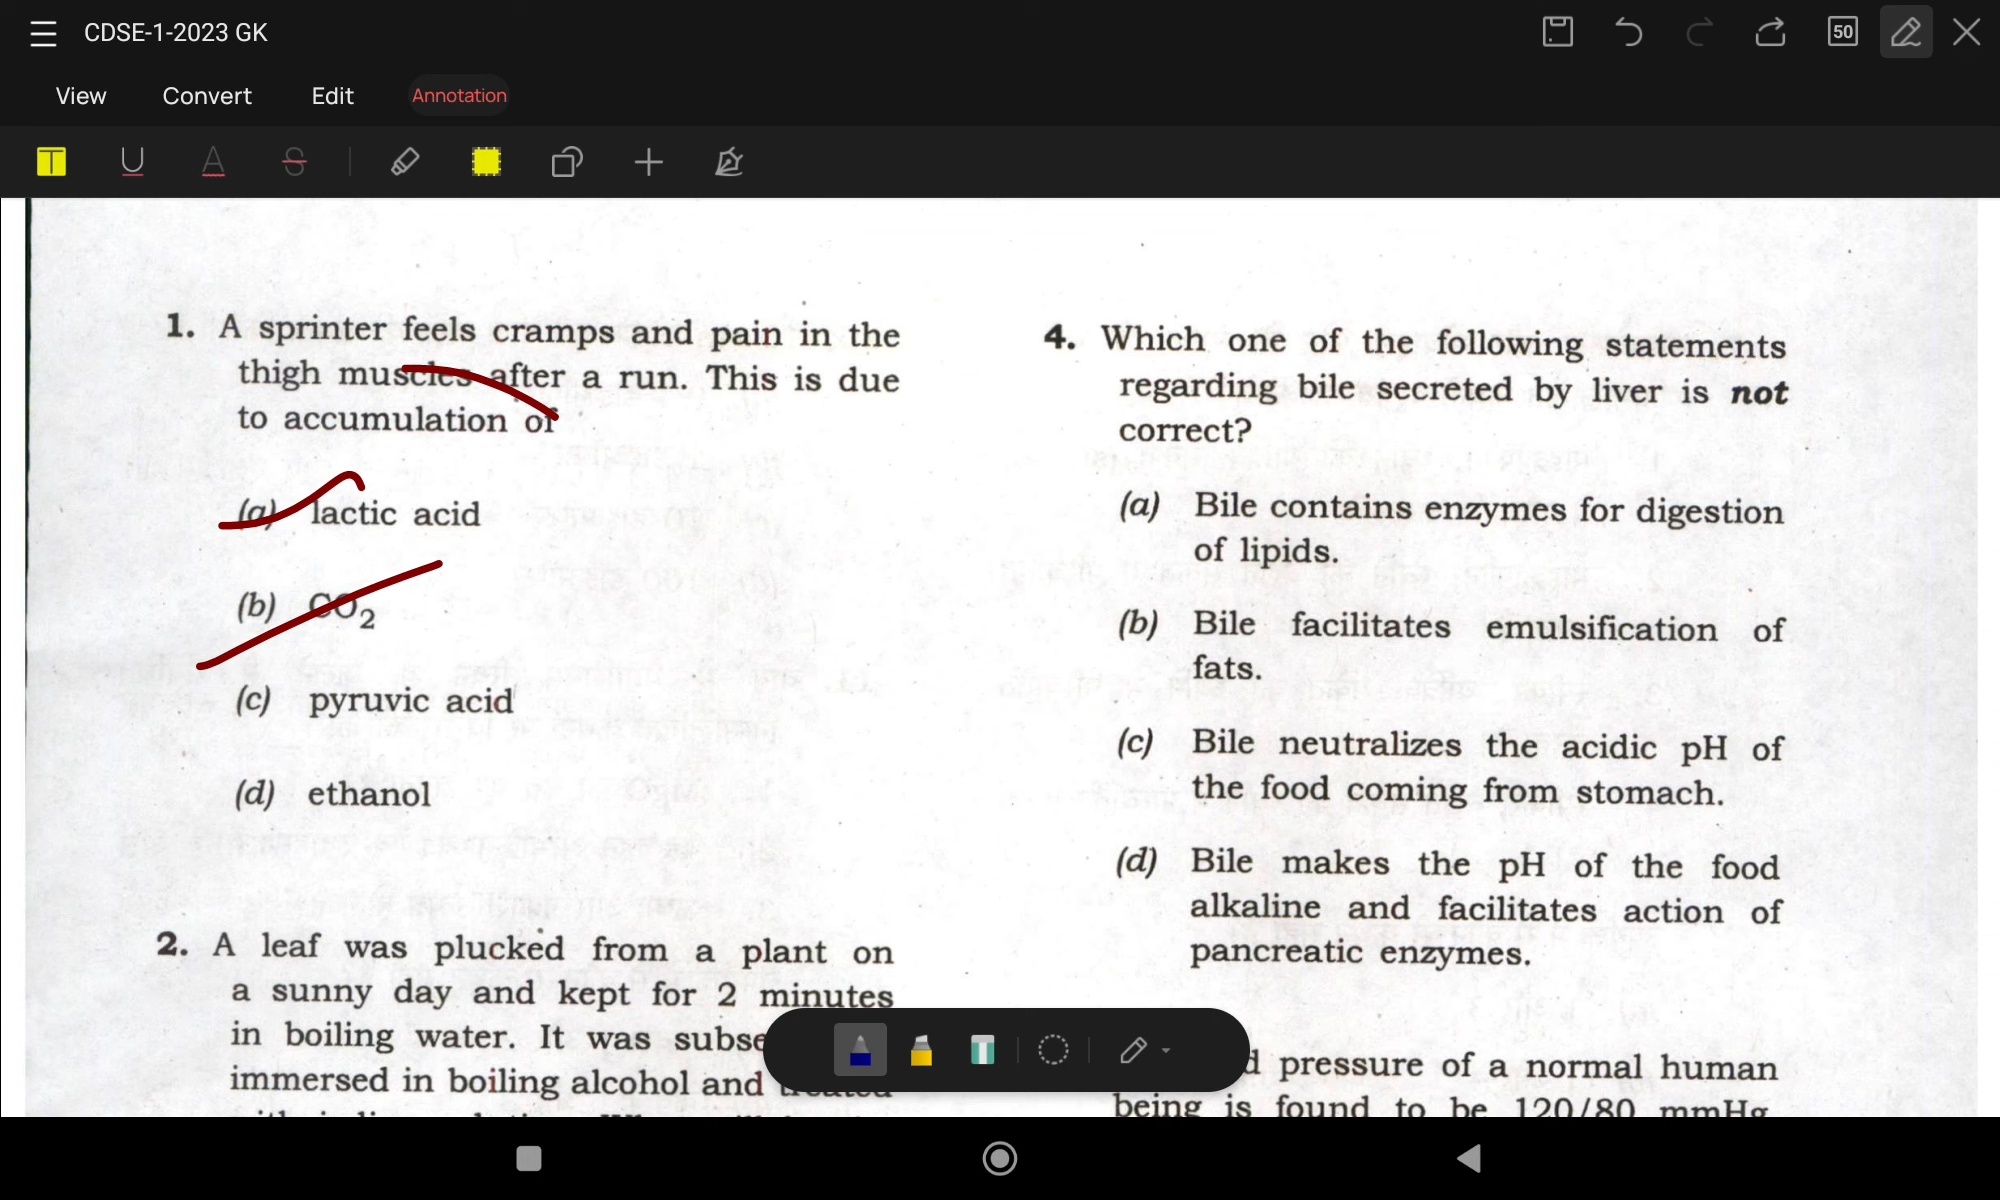 CDSE-1-2023 GK
50
View Convert Edit Annotation
1. A sprinter feels cramps and pain in the
thigh muscles after a run. This is due
to accumulation of
(a) lactic acid
(b) CO2
(c) pyruvic acid
(d) ethanol
2. A leaf was plucked from a plant on
a sunny day and kept for 2 minutes
in boiling water. It was
immersed in boiling alcohol and
4. Which one of the following statements
regarding bile secreted by liver is not
correct?
(a) Bile contains enzymes for digestion
of lipids.
(b) Bile facilitates emulsification of
fats.
(c) Bile neutralizes the acidic pH of
the food coming from stomach.
(d) Bile makes the pH of the food
alkaline and facilitates action of
pancreatic enzymes.
pressure of a normal human
being is found to be 120/80 mmHg.